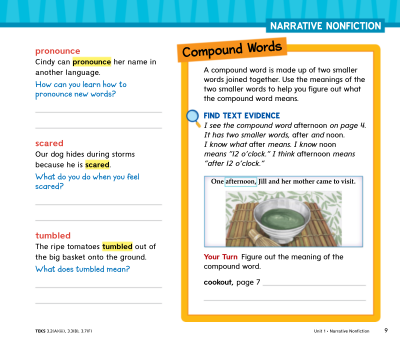 NARRATIVE NONFICTION
pronounce
Cindy can pronounce her name in
another language.
How can you learn how to
pronounce new words?
scared
Our dog hides during storms
because he is scared.
What do you do when you feel
scared?
tumbled
The ripe tomatoes tumbled out of
the big basket onto the ground.
What does tumbled mean?
Compound Words
A compound word is made up of two smaller
words joined together. Use the meanings of the
two smaller words to help you figure out what
the compound word means.
FIND TEXT EVIDENCE
I see the compound word afternoon on page 4.
It has two smaller words, after and noon.
I know what after means. I know noon
means "12 o'clock." I think afternoon means
"after 12 o'clock."
One afternoon, Jill and her mother came to visit.
Your Turn Figure out the meaning of the
compound word.
cookout, page 7
TEKS 3.2(A)(iii), 3.3(B), 3.7(F)
Unit 1 • Narrative Nonfiction 9